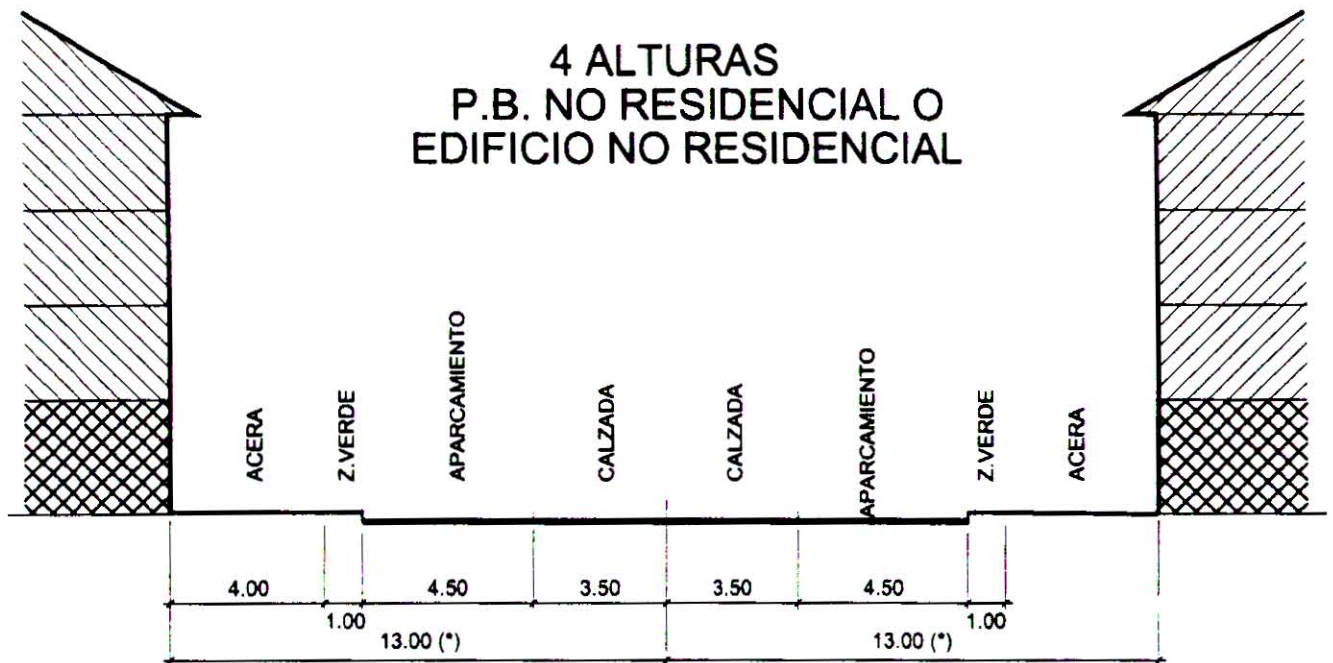 4 ALTURAS
P.B. NO RESIDENCIAL O
EDIFICIO NO RESIDENCIAL
ACERA
Z.VERDE
APARCAMIENTO
CALZADA
CALZADA
APARCAMIENTO
Z.VERDE
ACERA
4.00 4.50 3.50 3.50 4.50
1.00 1.00
13.00 (*) 13.00 (*)